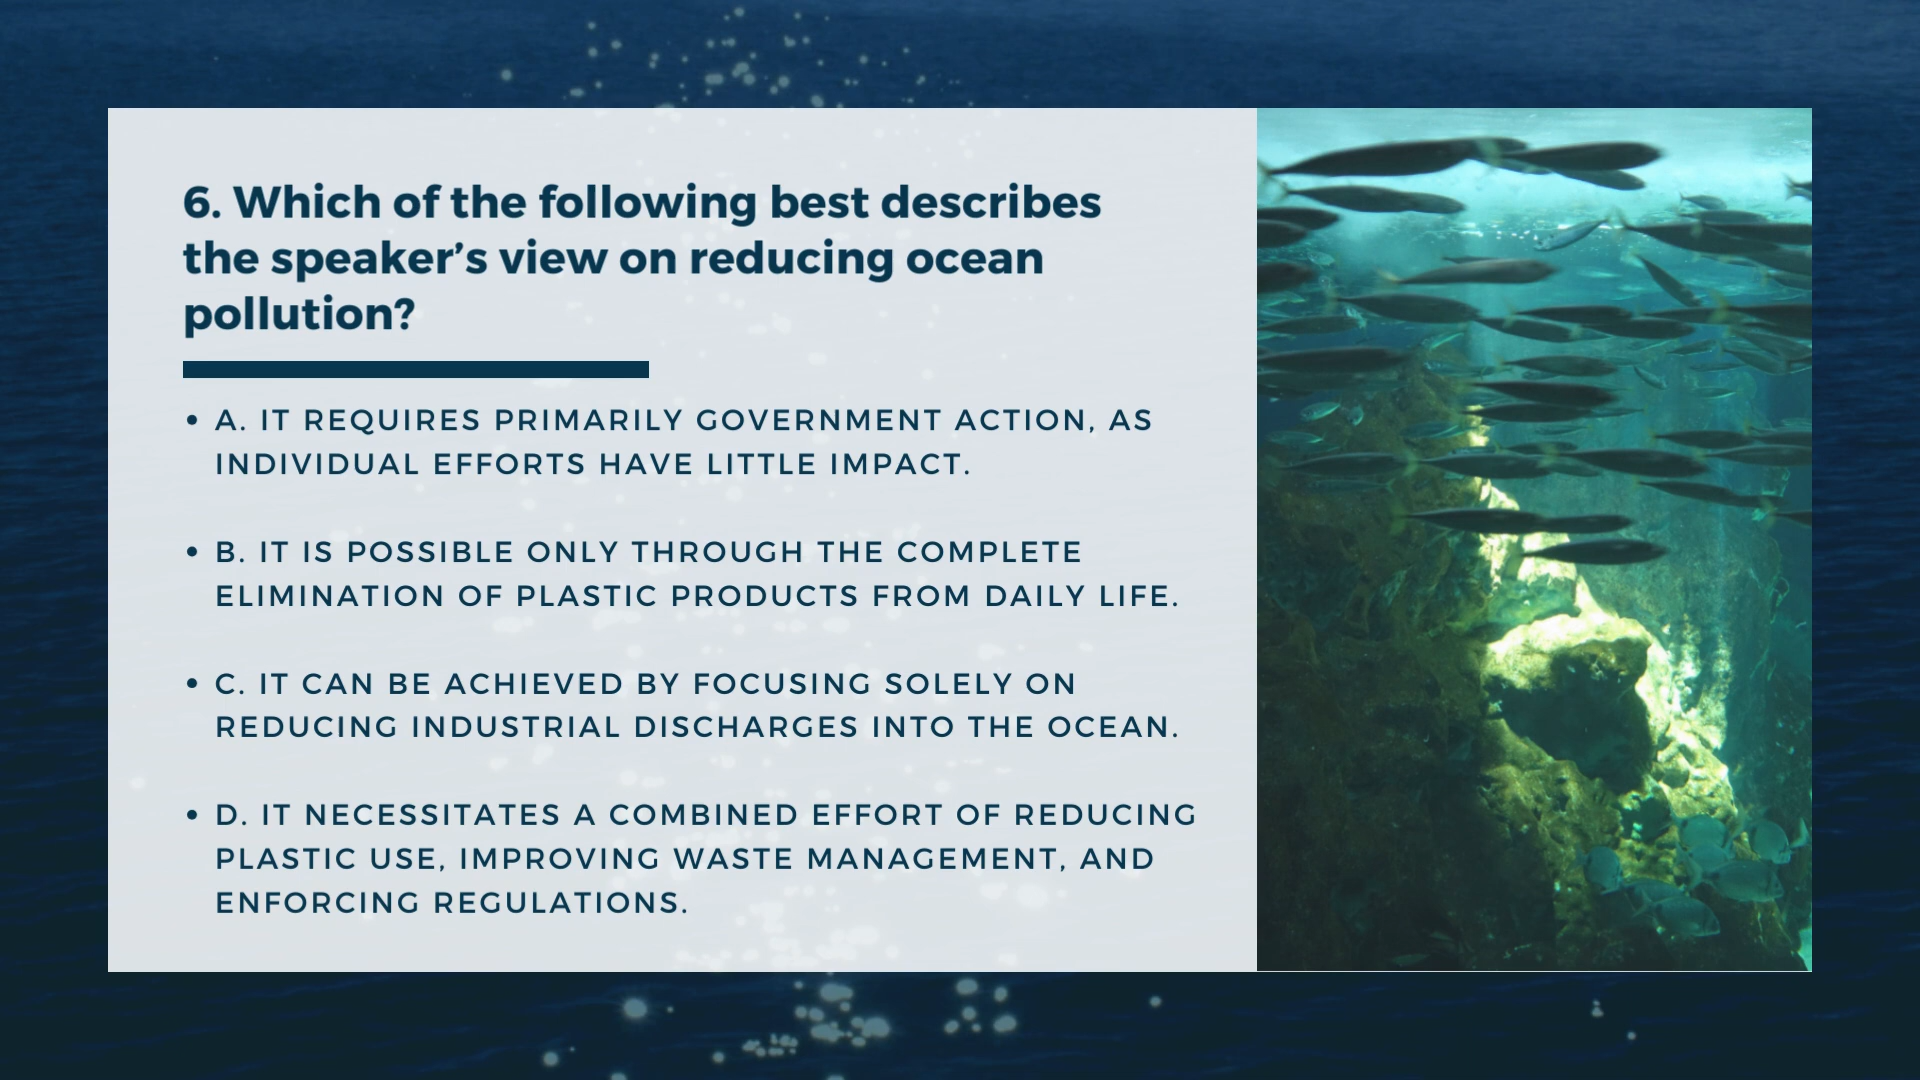 6. Which of the following best describes
the speaker’s view on reducing ocean
pollution?
• A. IT REQUIRES PRIMARILY GOVERNMENT ACTION, AS
INDIVIDUAL EFFORTS HAVE LITTLE IMPACT.
• B. IT IS POSSIBLE ONLY THROUGH THE COMPLETE
ELIMINATION OF PLASTIC PRODUCTS FROM DAILY LIFE.
• C. IT CAN BE ACHIEVED BY FOCUSING SOLELY ON
REDUCING INDUSTRIAL DISCHARGES INTO THE OCEAN.
• D. IT NECESSITATES A COMBINED EFFORT OF REDUCING
PLASTIC USE, IMPROVING WASTE MANAGEMENT, AND
ENFORCING REGULATIONS.